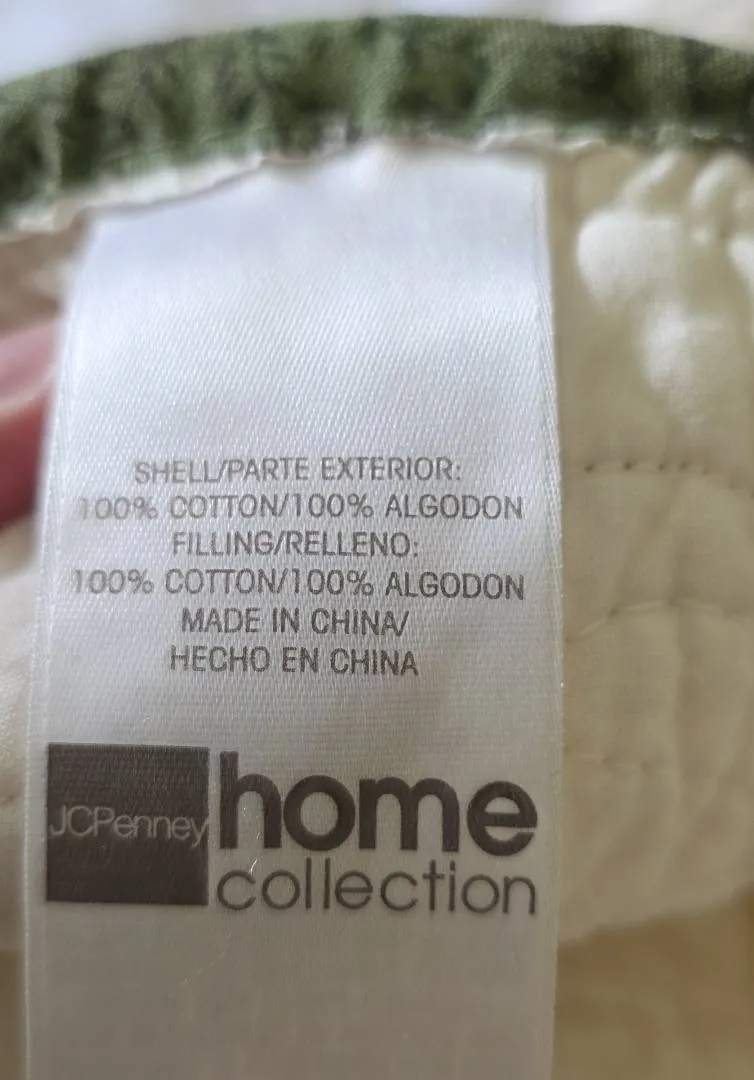 SHELL/PARTE EXTERIOR:
100% COTTON/100% ALGODON
FILLING/RELLENO:
100% COTTON/100% ALGODON
MADE IN CHINA/
HECHO EN CHINA
JCPenney home
collection